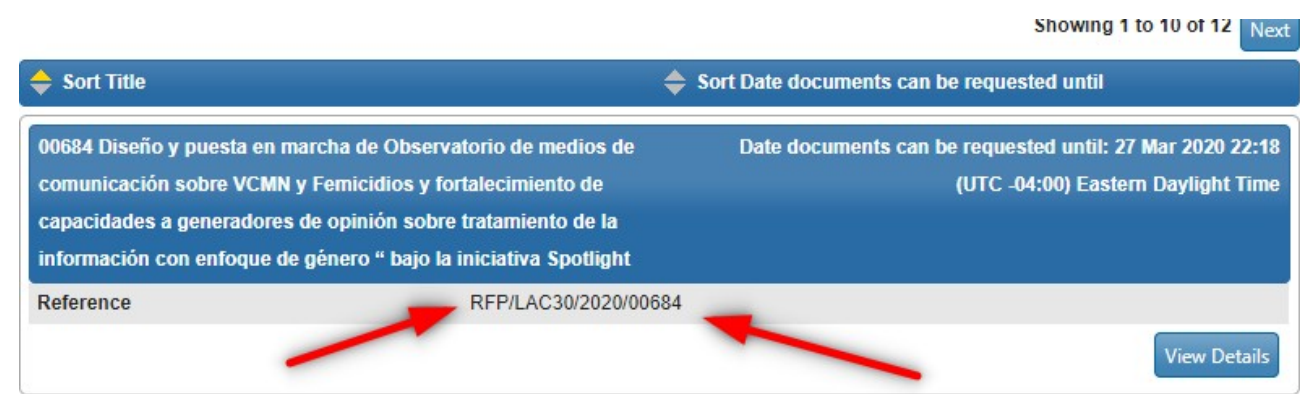 Showing 1 to 10 of 12 Next
Sort Title
Sort Date documents can be requested until
00684 Diseño y puesta en marcha de Observatorio de medios de
comunicación sobre VCMN y Femicidios y fortalecimiento de
capacidades a generadores de opinión sobre tratamiento de la
información con enfoque de género “ bajo la iniciativa Spotlight
Date documents can be requested until: 27 Mar 2020 22:18
(UTC -04:00) Eastern Daylight Time
Reference RFP/LAC30/2020/00684
View Details